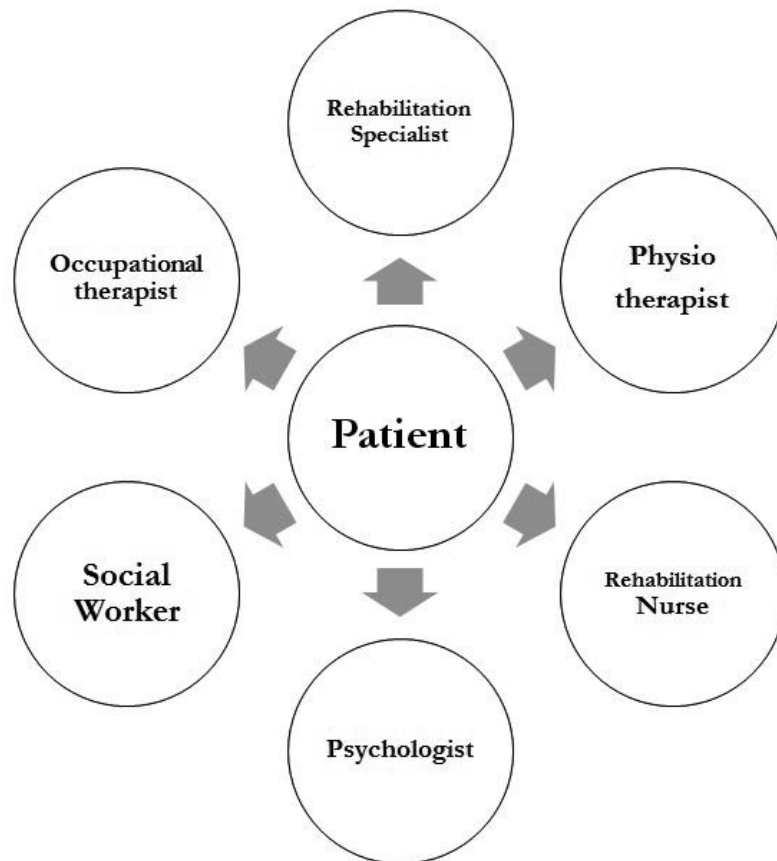 Rehabilitation
Specialist
Physio
therapist
Rehabilitation
Nurse
Psychologist
Social
Worker
Occupational
therapist
Patient